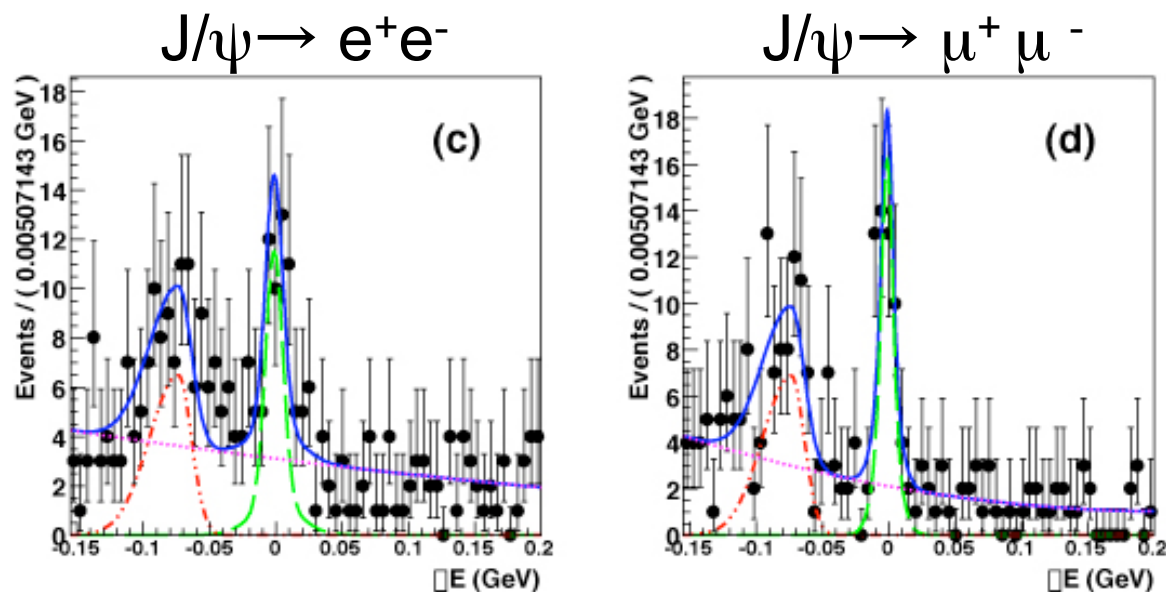 J/ψ→ e⁺e⁻
J/ψ→ μ⁺ μ ⁻
(c)
(d)
Events / ( 0.00507143 GeV )
18
16
14
12
10
8
6
4
2
0
-0.15 -0.1 -0.05 0 0.05 0.1 0.15 0.2
▯E (GeV)
Events / ( 0.00507143 GeV )
18
16
14
12
10
8
6
4
2
0
-0.15 -0.1 -0.05 0 0.05 0.1 0.15 0.2
▯E (GeV)